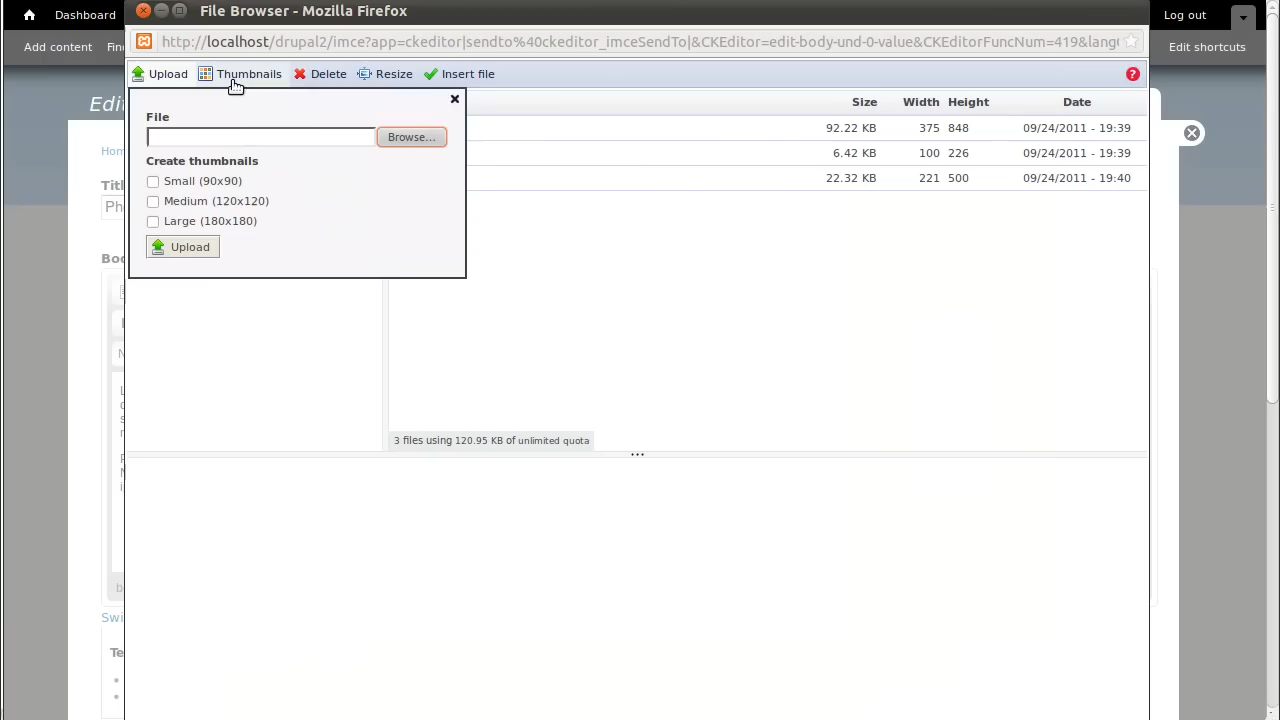 File Browser - Mozilla Firefox
Dashboard
Log out
http://localhost/drupal2/imce?app=ckeditor|sendto%40ckeditor_imceSendTo|&CKEditor=edit-body-und-0-value&CKEditorFuncNum=419&lang
Add content
Edit shortcuts
Upload Thumbnails Delete Resize Insert file
File
Size Width Height Date
Browse...
92.22 KB 375 848 09/24/2011 - 19:39
Create thumbnails
6.42 KB 100 226 09/24/2011 - 19:39
Small (90x90)
22.32 KB 221 500 09/24/2011 - 19:40
Medium (120x120)
Large (180x180)
Upload
3 files using 120.95 KB of unlimited quota